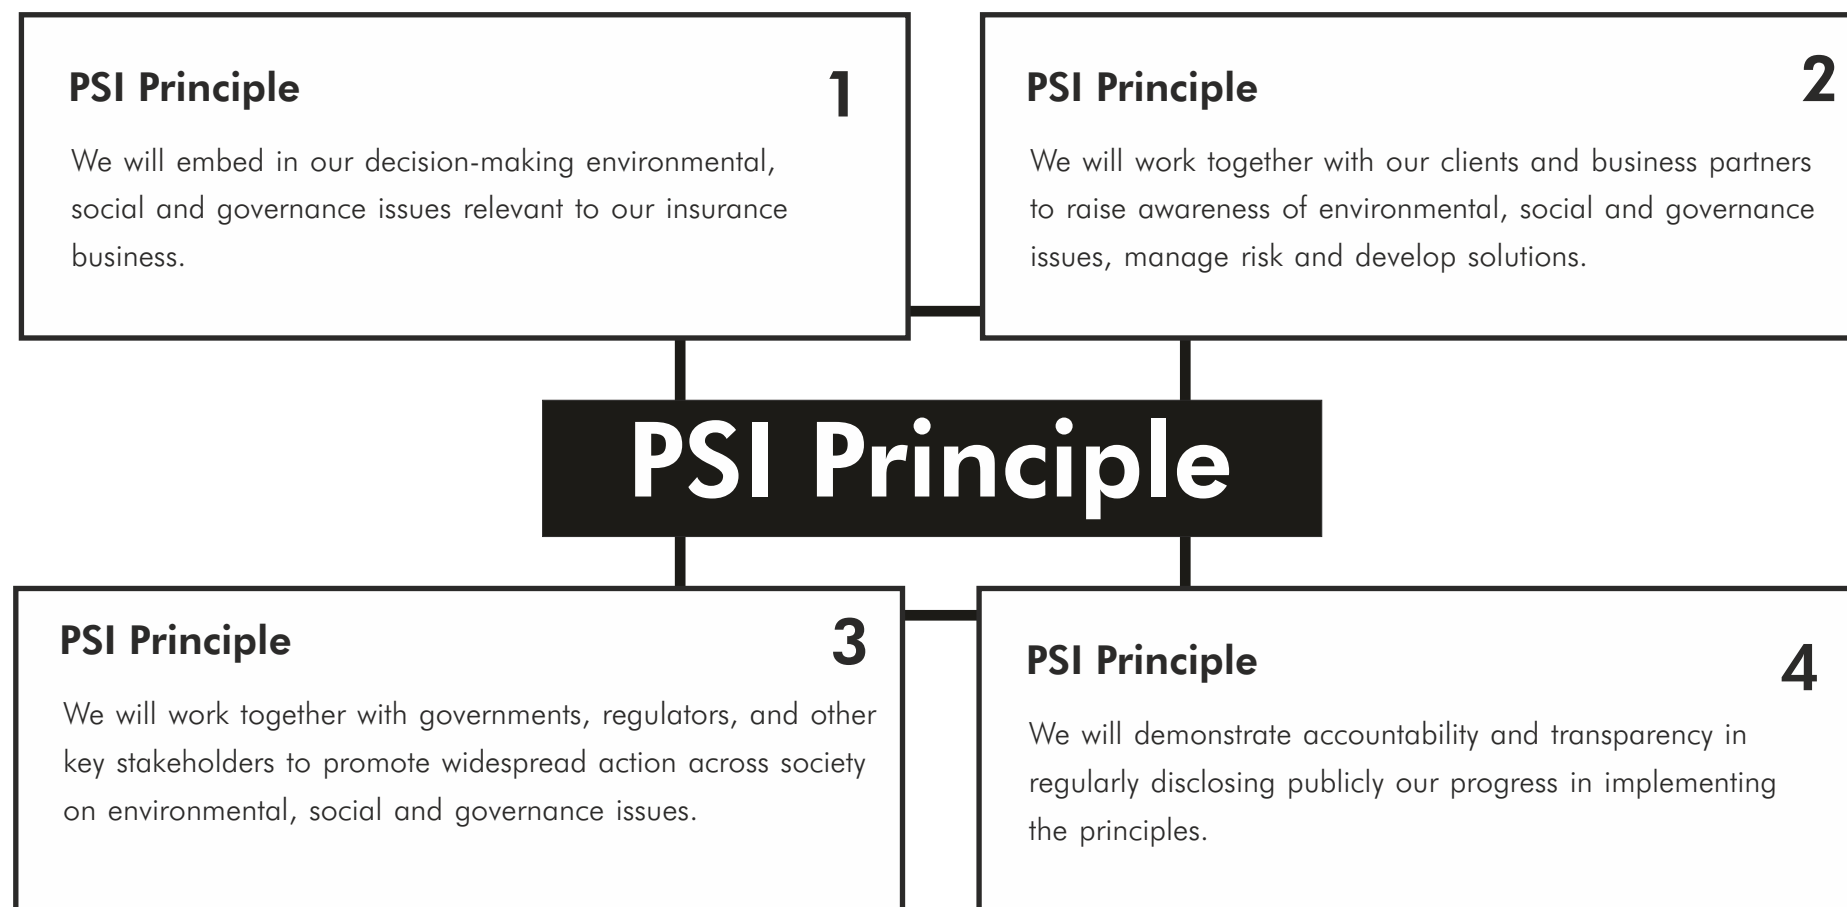 PSI Principle
1
We will embed in our decision-making environmental,
social and governance issues relevant to our insurance
business.
PSI Principle
2
We will work together with our clients and business partners
to raise awareness of environmental, social and governance
issues, manage risk and develop solutions.
PSI Principle
PSI Principle
3
We will work together with governments, regulators, and other
key stakeholders to promote widespread action across society
on environmental, social and governance issues.
PSI Principle
4
We will demonstrate accountability and transparency in
regularly disclosing publicly our progress in implementing
the principles.